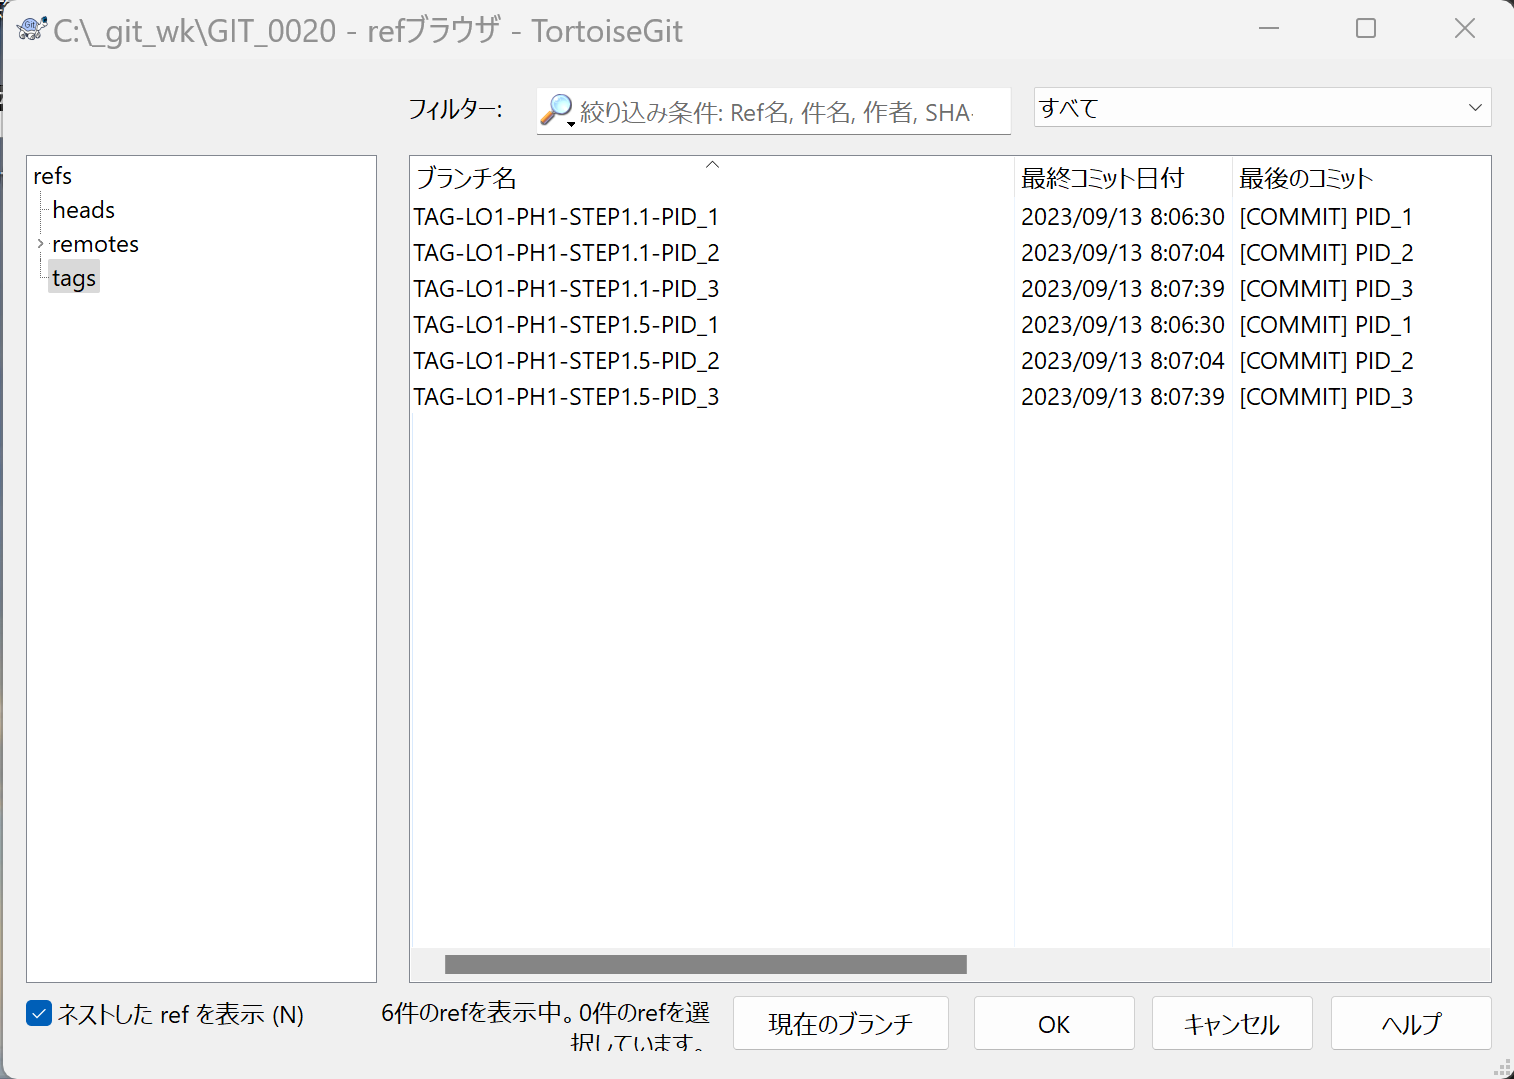 C:\_git_wk\GIT_0020 - refブラウザ - TortoiseGit
フィルター:
絞り込み条件: Ref名, 件名, 作者, SHA-
すべて
refs
heads
remotes
tags
ブランチ名 最終コミット日付 最後のコミット
TAG-LO1-PH1-STEP1.1-PID_1 2023/09/13 8:06:30 [COMMIT] PID_1
TAG-LO1-PH1-STEP1.1-PID_2 2023/09/13 8:07:04 [COMMIT] PID_2
TAG-LO1-PH1-STEP1.1-PID_3 2023/09/13 8:07:39 [COMMIT] PID_3
TAG-LO1-PH1-STEP1.5-PID_1 2023/09/13 8:06:30 [COMMIT] PID_1
TAG-LO1-PH1-STEP1.5-PID_2 2023/09/13 8:07:04 [COMMIT] PID_2
TAG-LO1-PH1-STEP1.5-PID_3 2023/09/13 8:07:39 [COMMIT] PID_3
ネストした ref を表示 (N)
6件のrefを表示中。0件のrefを選
択しています。
現在のブランチ
OK
キャンセル
ヘルプ